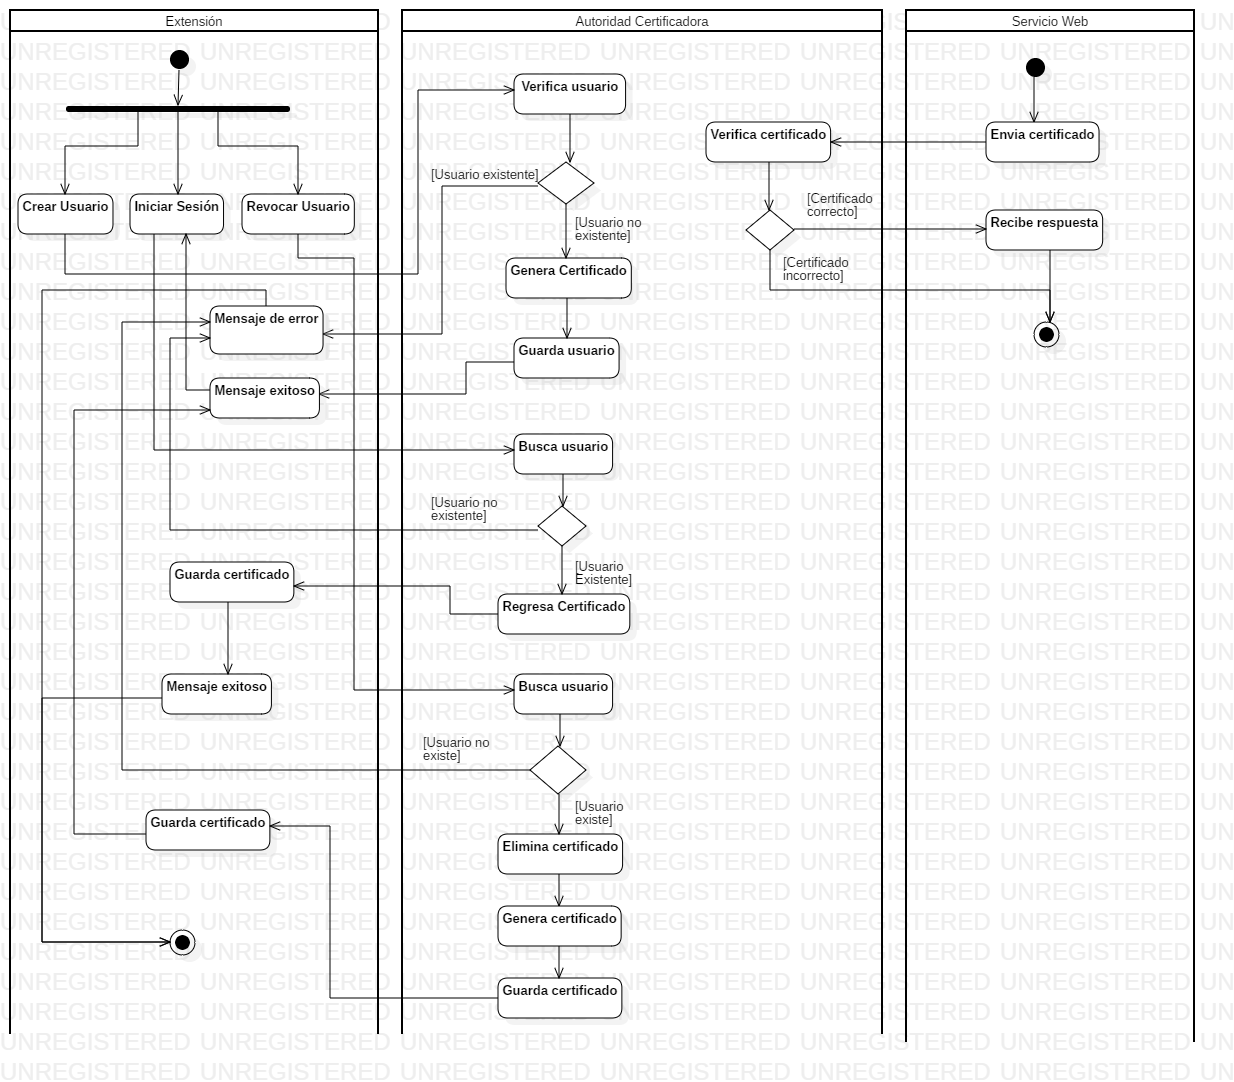 Extensión
Autoridad Certificadora
Servicio Web
Verifica usuario
Verifica certificado
Envia certificado
[Usuario existente]
Crear Usuario
Iniciar Sesión
Revocar Usuario
[Certificado
correcto]
[Usuario no
existente]
Recibe respuesta
Genera Certificado
[Certificado
incorrecto]
Mensaje de error
Guarda usuario
Mensaje exitoso
Busca usuario
[Usuario no
existente]
Guarda certificado
[Usuario
Existente]
Regresa Certificado
Mensaje exitoso
Busca usuario
[Usuario no
existe]
[Usuario
existe]
Guarda certificado
Elimina certificado
Genera certificado
Guarda certificado
UNREGISTERED